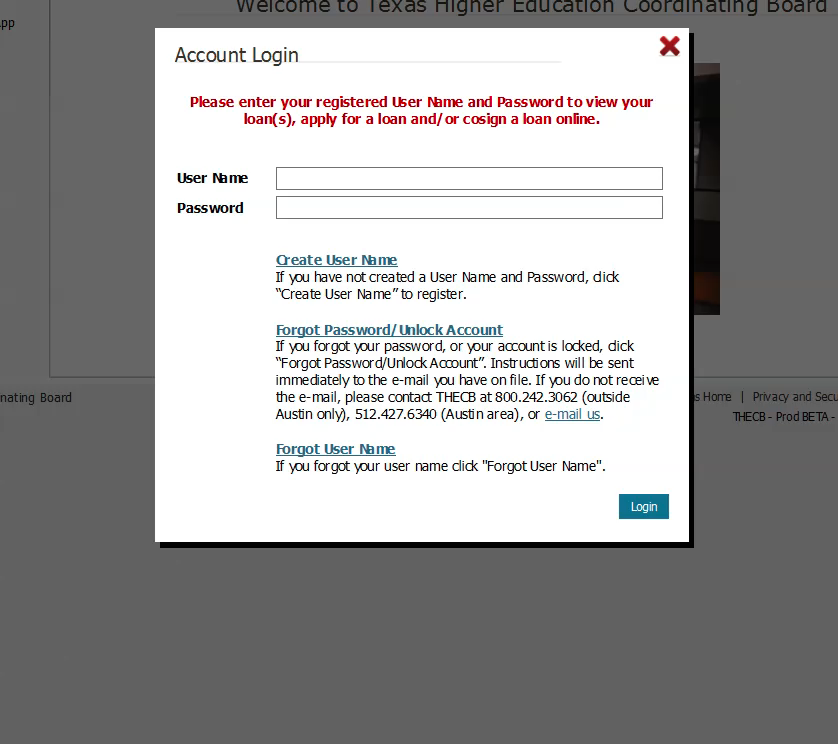 Welcome to Texas Higher Education Coordinating Board
App
Account Login
Please enter your registered User Name and Password to view your
loan(s), apply for a loan and/or cosign a loan online.
User Name
Password
Create User Name
If you have not created a User Name and Password, click
“Create User Name” to register.
Forgot Password/Unlock Account
If you forgot your password, or your account is locked, click
“Forgot Password/Unlock Account”. Instructions will be sent
immediately to the e-mail you have on file. If you do not receive
the e-mail, please contact THECB at 800.242.3062 (outside
Austin only), 512.427.6340 (Austin area), or e-mail us.
Forgot User Name
If you forgot your user name click "Forgot User Name".
Login
nating Board
s Home | Privacy and Secu
THECB - Prod BETA -